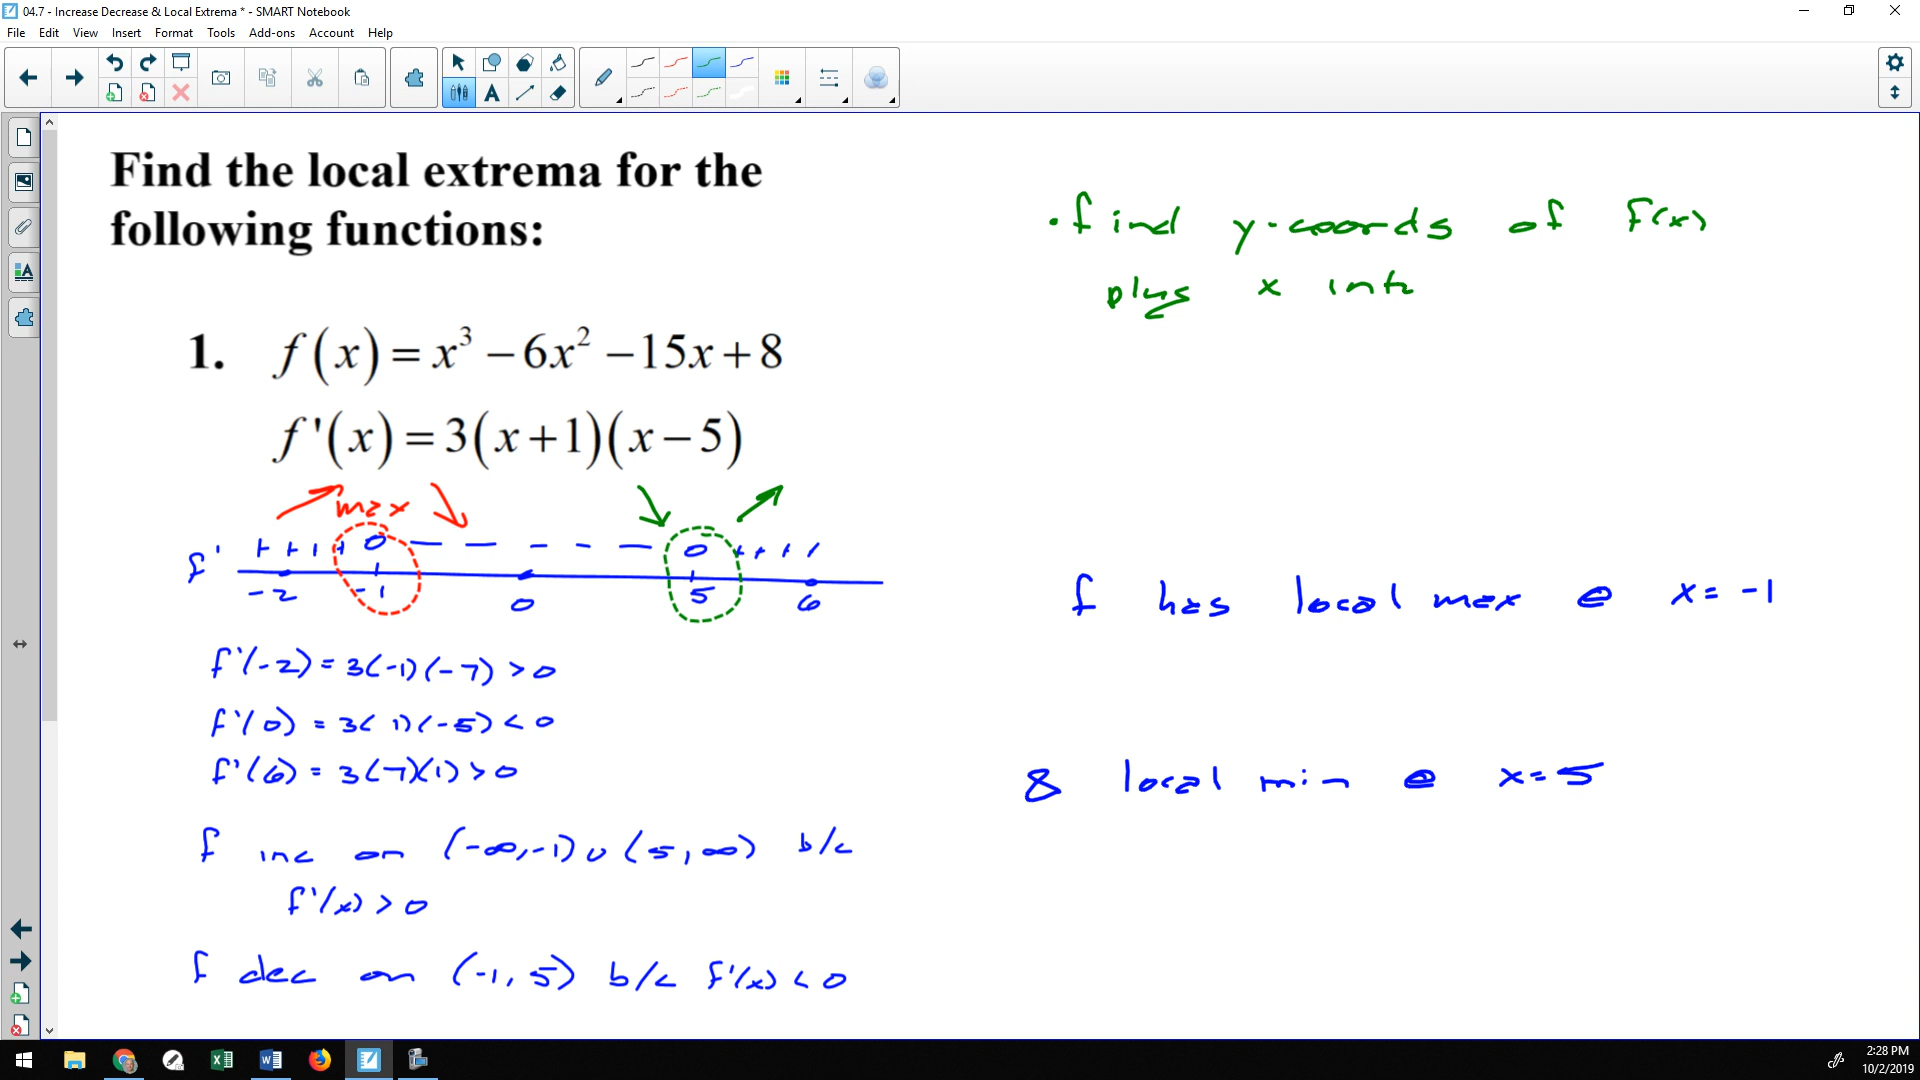 04.7 - Increase Decrease & Local Extrema * - SMART Notebook
File Edit View Insert Format Tools Add-ons Account Help
Find the local extrema for the
following functions:
1. f(x) = x³ – 6x² – 15x + 8
f'(x) = 3(x+1)(x–5)
max
f' + + + + 0 – – – – – – 0 + + + +
-2 -1 0 5 6
f'(-2) = 3(-1)(-7) > 0
f'(0) = 3(1)(-5) < 0
f'(6) = 3(7)(1) > 0
f inc on (-∞,-1) ∪ (5,∞) b/c
f'(x) > 0
f dec on (-1,5) b/c f'(x) < 0
• find y-coords of f(x)
plug x into
f has local max @ x = -1
& local min @ x = 5
2:28 PM
10/2/2019